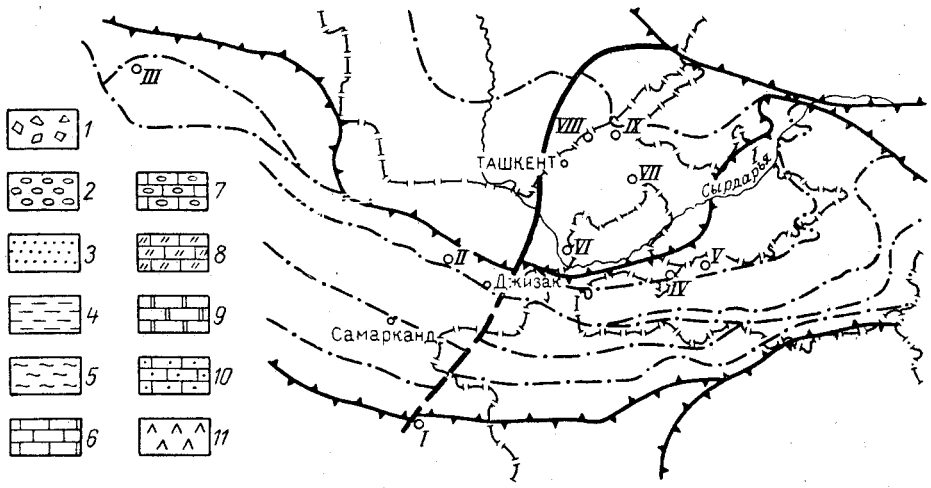 III
VIII
IX
ТАШКЕНТ
VII
I
Сырдарья
VI
V
II
IV
Джизак
I
Самарканд
I
1
2
3
4
5
6
7
8
9
10
11